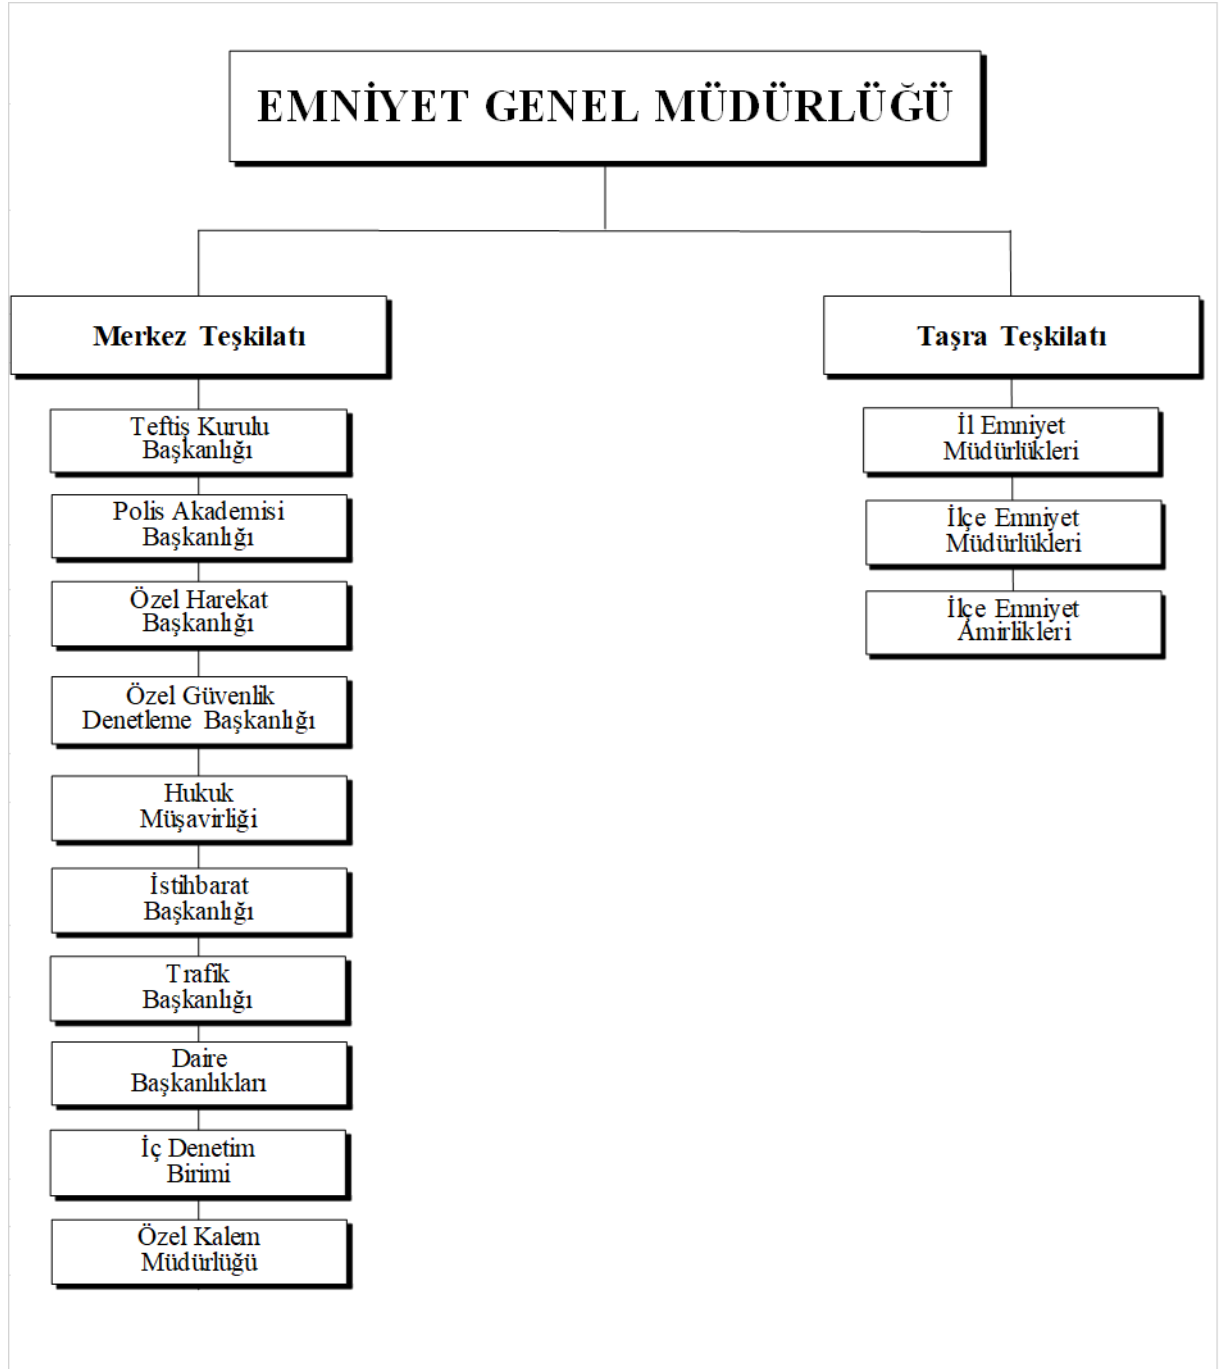 EMNİYET GENEL MÜDÜRLÜĞÜ
Merkez Teşkilatı
Teftiş Kurulu
Başkanlığı
Polis Akademisi
Başkanlığı
Özel Harekat
Başkanlığı
Özel Güvenlik
Denetleme Başkanlığı
Hukuk
Müşavirliği
İstihbarat
Başkanlığı
Trafik
Başkanlığı
Daire
Başkanlıkları
İç Denetim
Birimi
Özel Kalem
Müdürlüğü
Taşra Teşkilatı
İl Emniyet
Müdürlükleri
İlçe Emniyet
Müdürlükleri
İlçe Emniyet
Amirlikleri